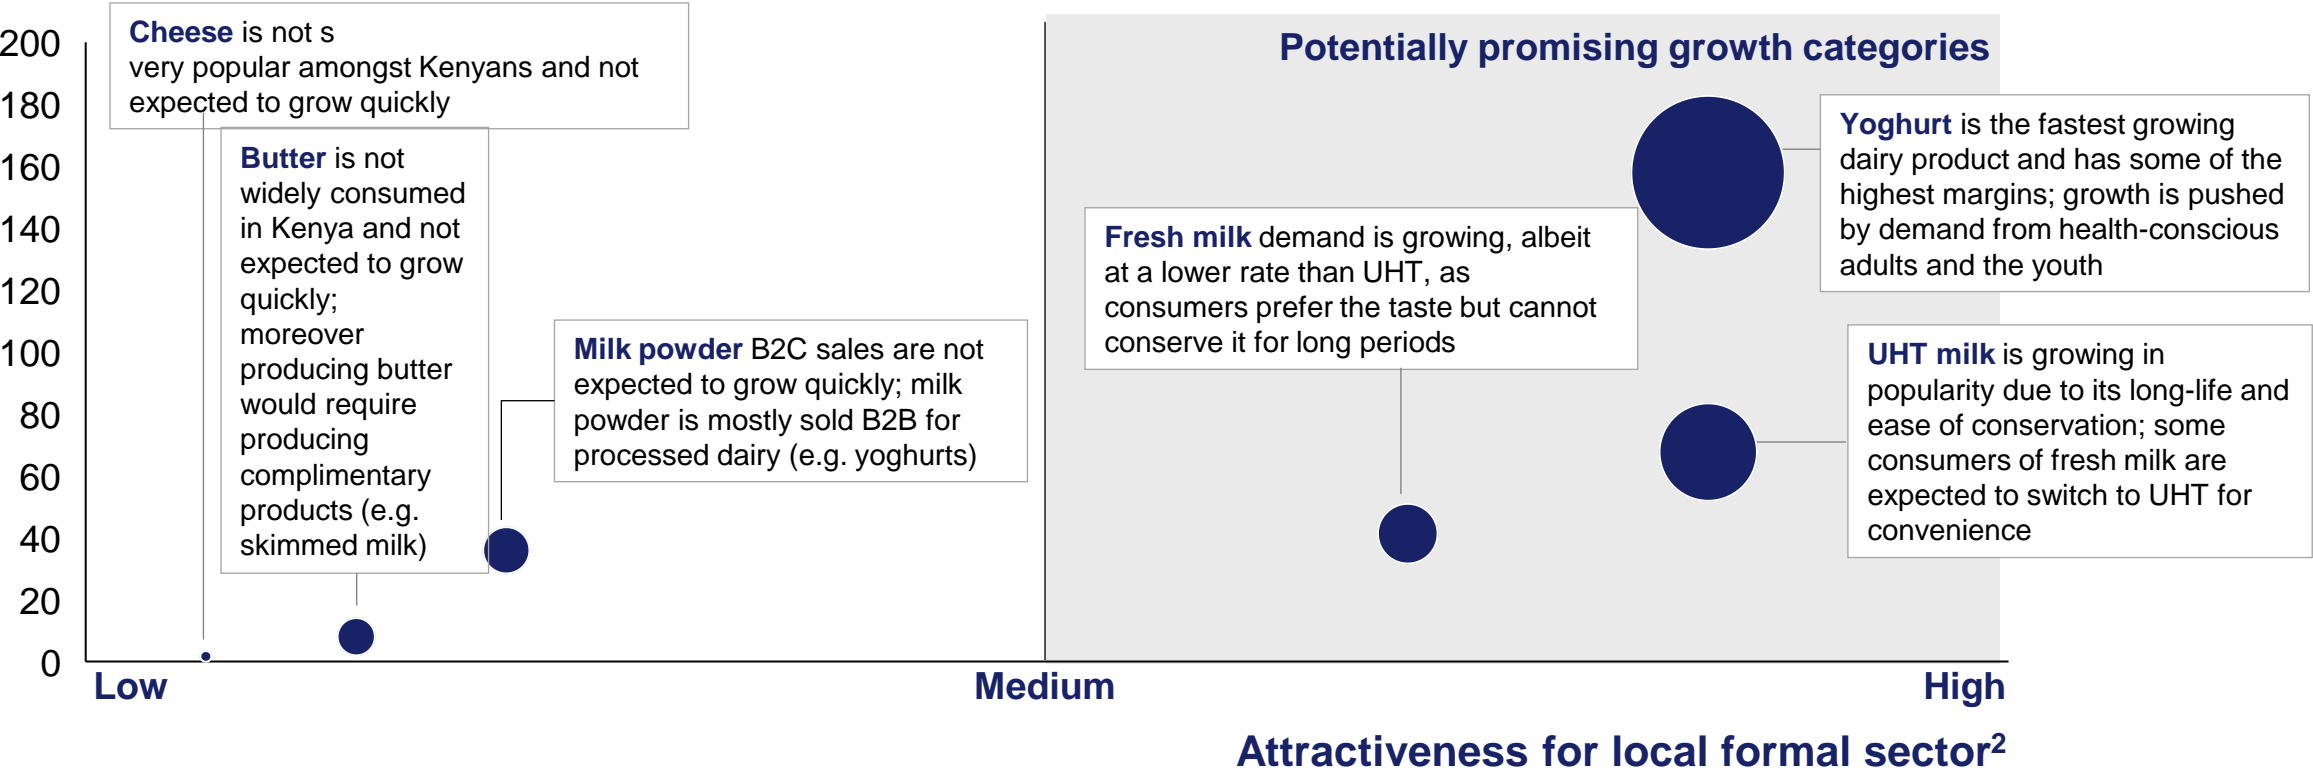 Cheese is not s
very popular amongst Kenyans and not
expected to grow quickly
Butter is not
widely consumed
in Kenya and not
expected to grow
quickly;
moreover
producing butter
would require
producing
complimentary
products (e.g.
skimmed milk)
Milk powder B2C sales are not
expected to grow quickly; milk
powder is mostly sold B2B for
processed dairy (e.g. yoghurts)
Potentially promising growth categories
Fresh milk demand is growing, albeit
at a lower rate than UHT, as
consumers prefer the taste but cannot
conserve it for long periods
Yoghurt is the fastest growing
dairy product and has some of the
highest margins; growth is pushed
by demand from health-conscious
adults and the youth
UHT milk is growing in
popularity due to its long-life and
ease of conservation; some
consumers of fresh milk are
expected to switch to UHT for
convenience
200
180
160
140
120
100
80
60
40
20
0
Low
Medium
High
Attractiveness for local formal sector²